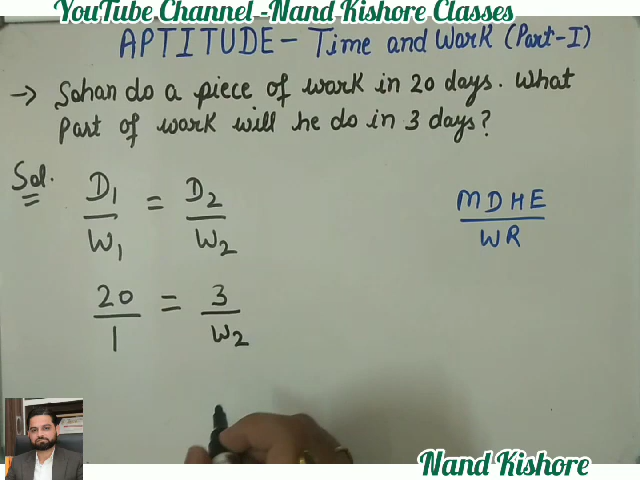 YouTube Channel -Nand Kishore Classes
APTITUDE - Time and Work (Part-I)
→ Sohan do a piece of work in 20 days. What
Part of work will he do in 3 days?
Sol.
D₁/W₁ = D₂/W₂
MDHE/WR
20/1 = 3/W₂
Nand Kishore